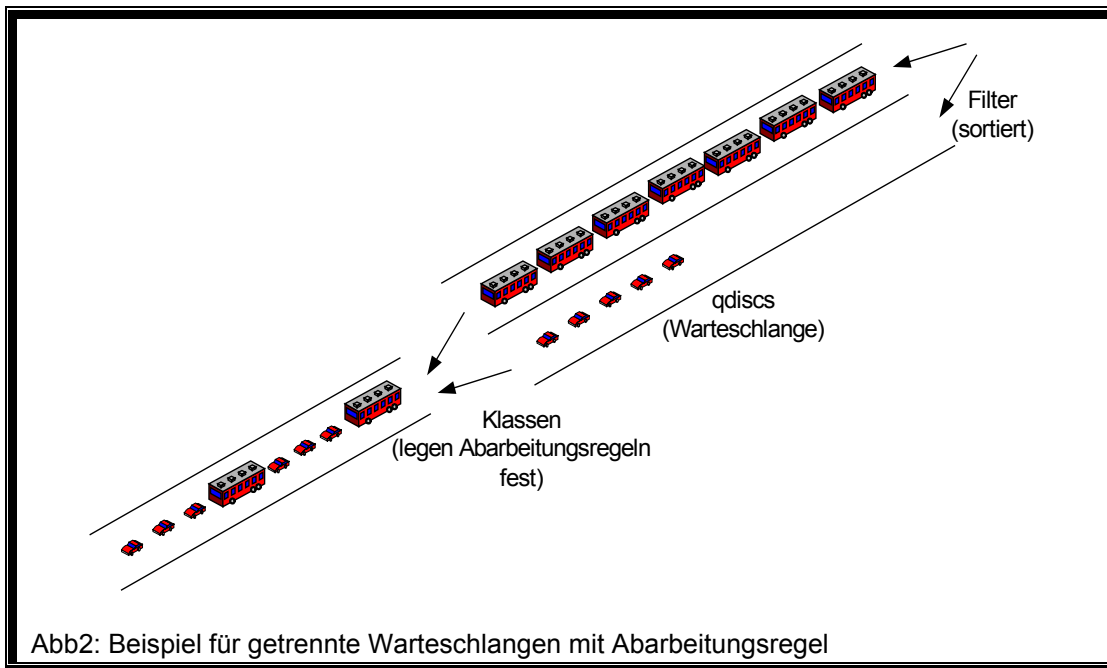 Filter
(sortiert)
qdiscs
(Warteschlange)
Klassen
(legen Abarbeitungsregeln
fest)
Abb2: Beispiel für getrennte Warteschlangen mit Abarbeitungsregel